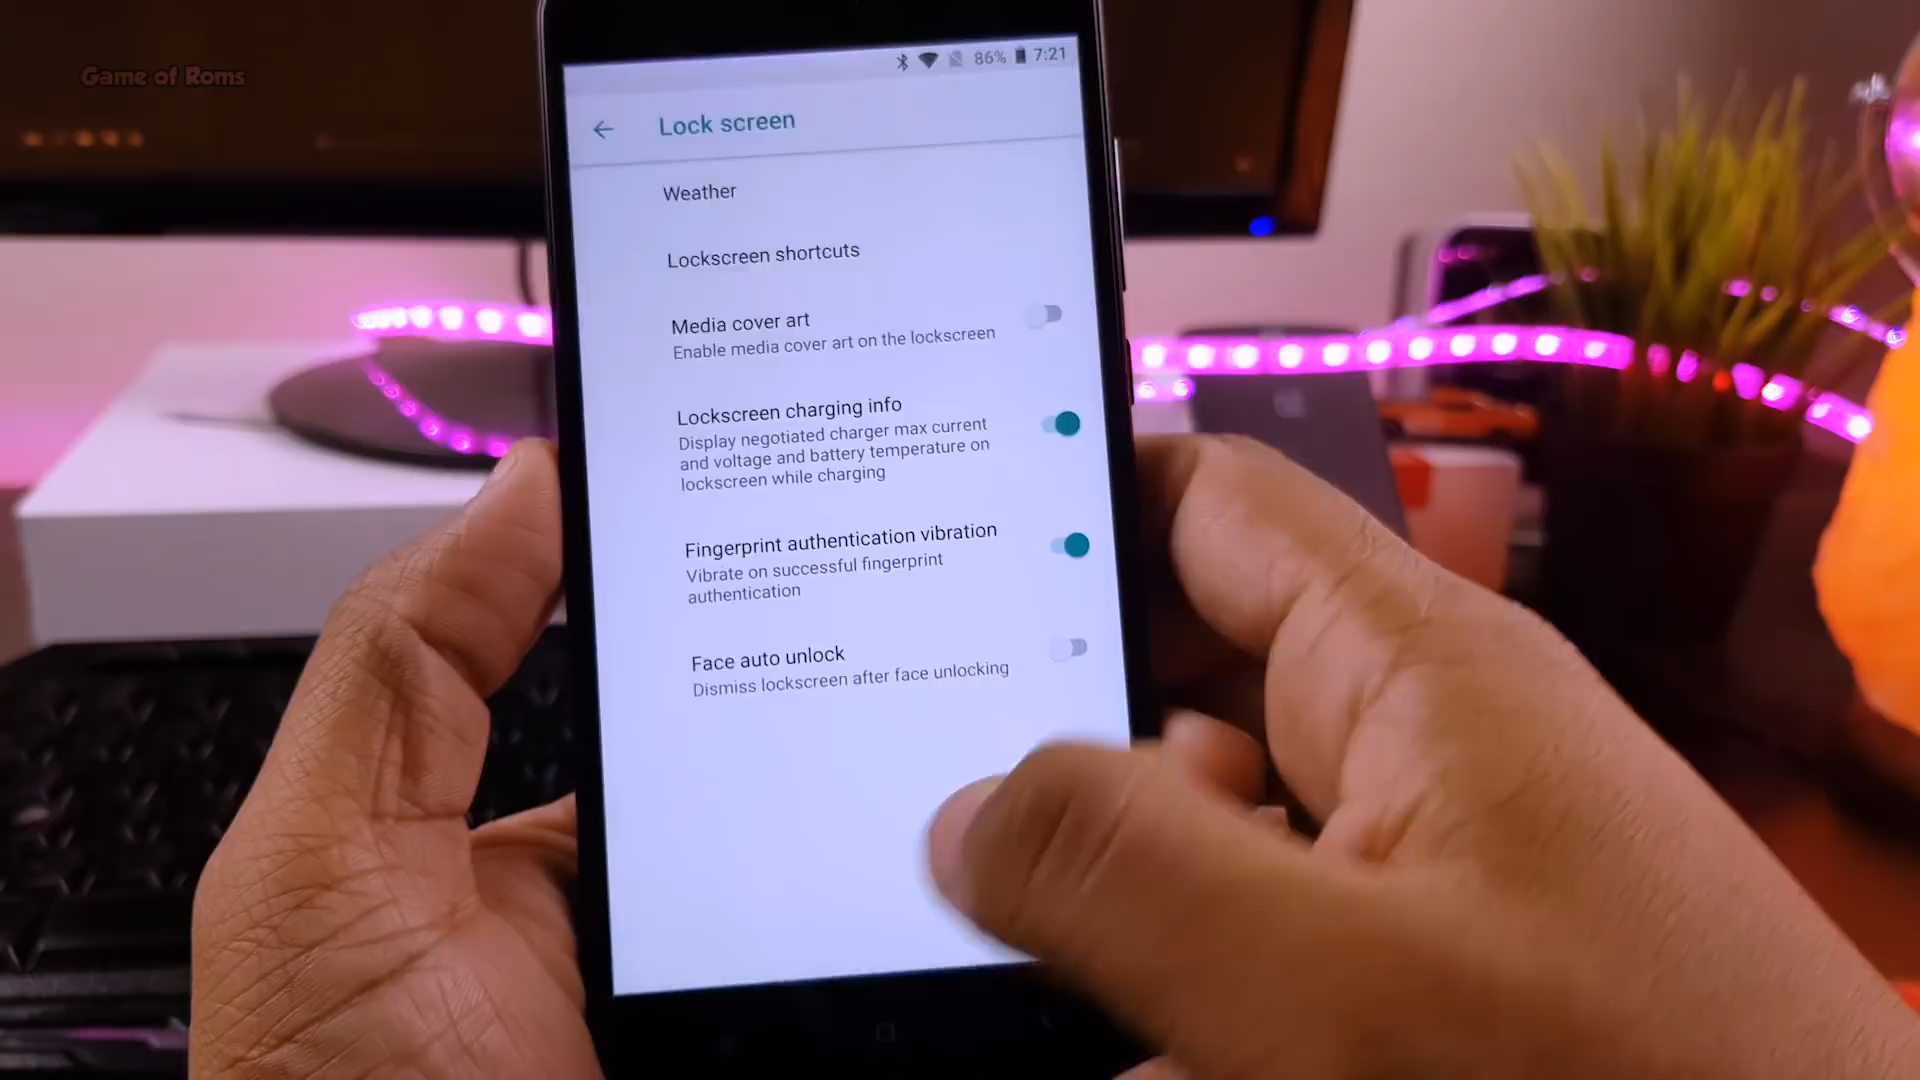 Game of Roms
86% 7:21
Lock screen
Weather
Lockscreen shortcuts
Media cover art
Enable media cover art on the lockscreen
Lockscreen charging info
Display negotiated charger max current
and voltage and battery temperature on
lockscreen while charging
Fingerprint authentication vibration
Vibrate on successful fingerprint
authentication
Face auto unlock
Dismiss lockscreen after face unlocking